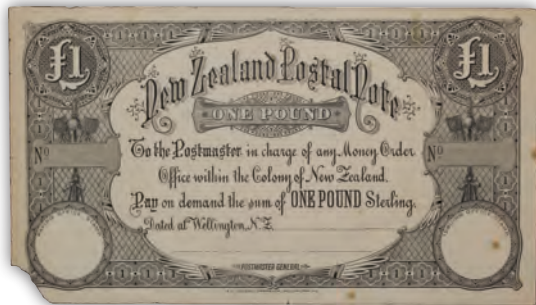 £1 £1
New Zealand Postal Note
ONE POUND
Nº Nº
To the Postmaster in charge of any Money Order
Office within the Colony of New Zealand.
Pay on demand the sum of ONE POUND Sterling.
Dated at Wellington, N.Z.
POSTMASTER GENERAL